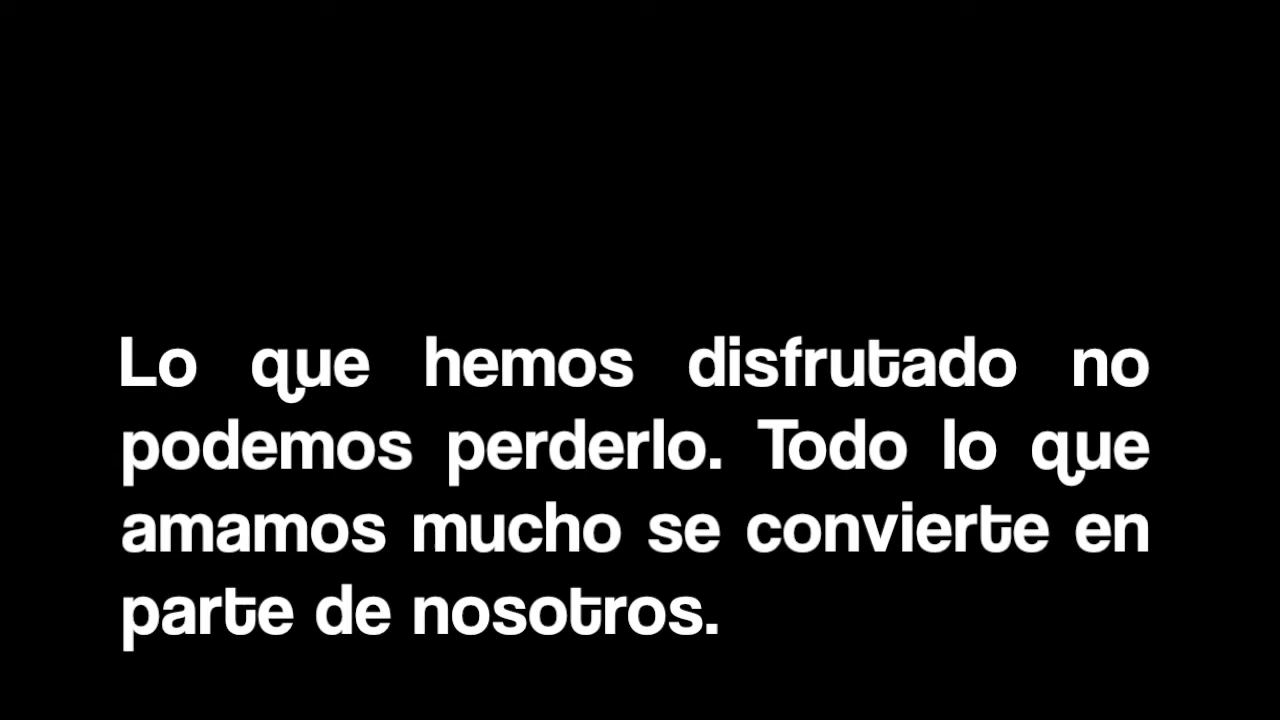 Lo que hemos disfrutado no
podemos perderlo. Todo lo que
amamos mucho se convierte en
parte de nosotros.